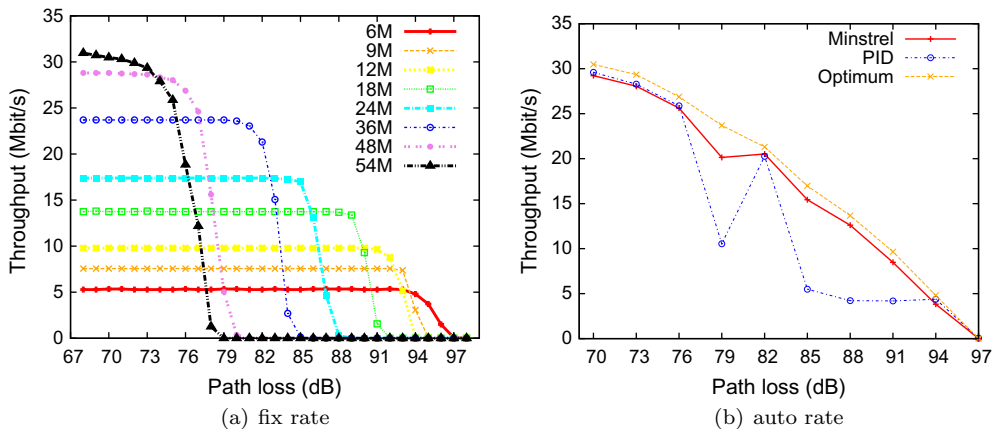 35
30
25
20
15
10
5
0
Throughput (Mbit/s)
67 70 73 76 79 82 85 88 91 94 97
Path loss (dB)
6M
9M
12M
18M
24M
36M
48M
54M
(a) fix rate
35
30
25
20
15
10
5
0
Throughput (Mbit/s)
70 73 76 79 82 85 88 91 94 97
Path loss (dB)
Minstrel
PID
Optimum
(b) auto rate